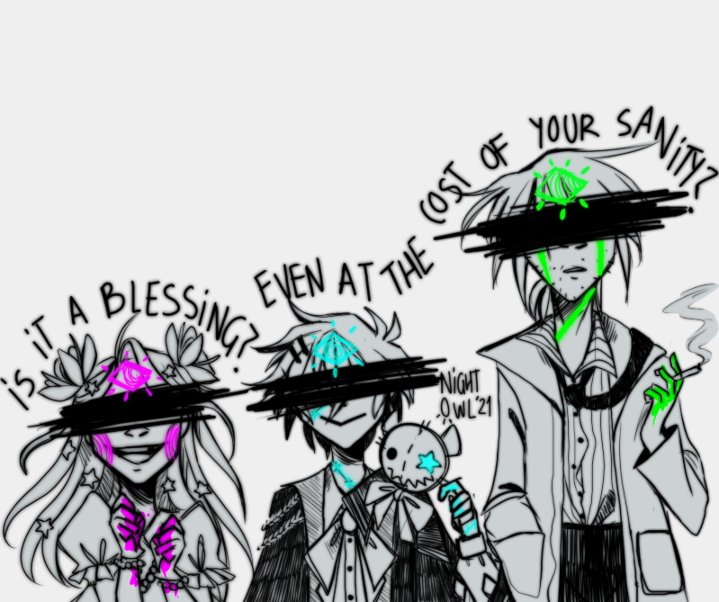 iS iT A BLESSiNG?
EVEN AT THE
COST OF YOUR SANiTY?
NiGHT
OWL'21